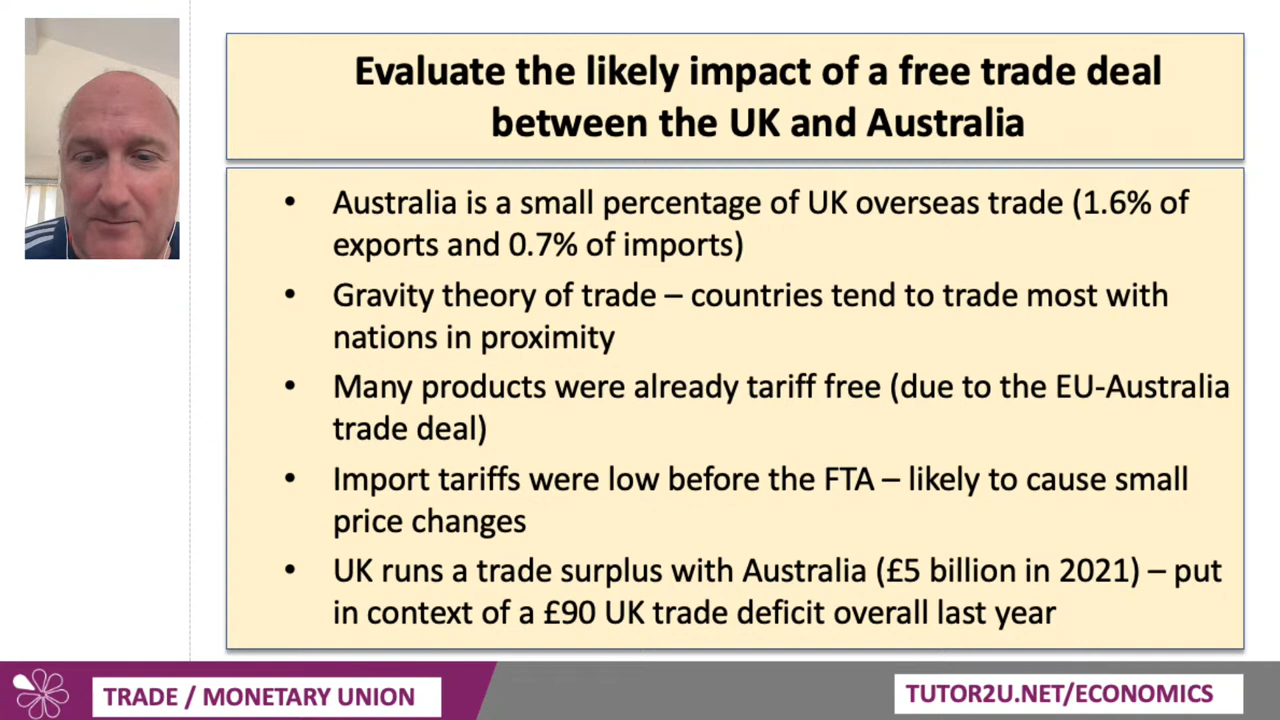 Evaluate the likely impact of a free trade deal
between the UK and Australia
• Australia is a small percentage of UK overseas trade (1.6% of
exports and 0.7% of imports)
• Gravity theory of trade – countries tend to trade most with
nations in proximity
• Many products were already tariff free (due to the EU-Australia
trade deal)
• Import tariffs were low before the FTA – likely to cause small
price changes
• UK runs a trade surplus with Australia (£5 billion in 2021) – put
in context of a £90 UK trade deficit overall last year
TRADE / MONETARY UNION
TUTOR2U.NET/ECONOMICS